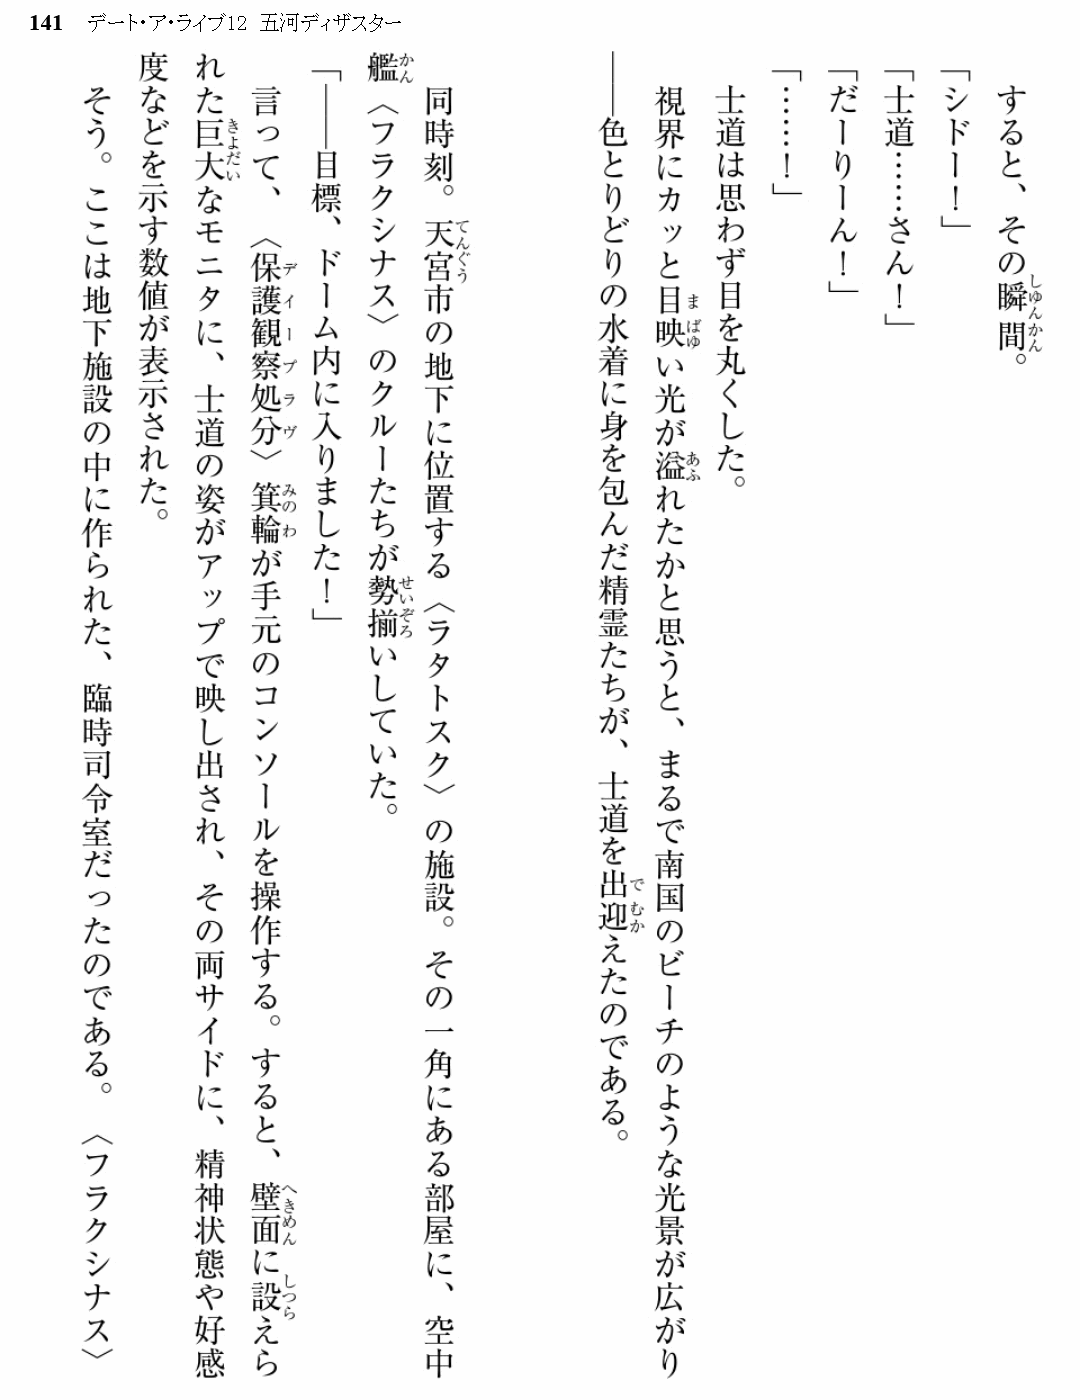 141 デート・ア・ライブ12 五河ディザスター
すると、その瞬間。
「シドー！」
「士道……さん！」
「だーりーん！」
「……！」
士道は思わず目を丸くした。
視界にカッと目映い光が溢れたかと思うと、まるで南国のビーチのような光景が広がり
――色とりどりの水着に身を包んだ精霊たちが、士道を出迎えたのである。
同時刻。天宮市の地下に位置する〈ラタトスク〉の施設。その一角にある部屋に、空中
艦〈フラクシナス〉のクルーたちが勢揃いしていた。
「――目標、ドーム内に入りました！」
言って、〈保護観察処分〉箕輪が手元のコンソールを操作する。すると、壁面に設えら
れた巨大なモニタに、士道の姿がアップで映し出され、その両サイドに、精神状態や好感
度などを示す数値が表示された。
そう。ここは地下施設の中に作られた、臨時司令室だったのである。〈フラクシナス〉